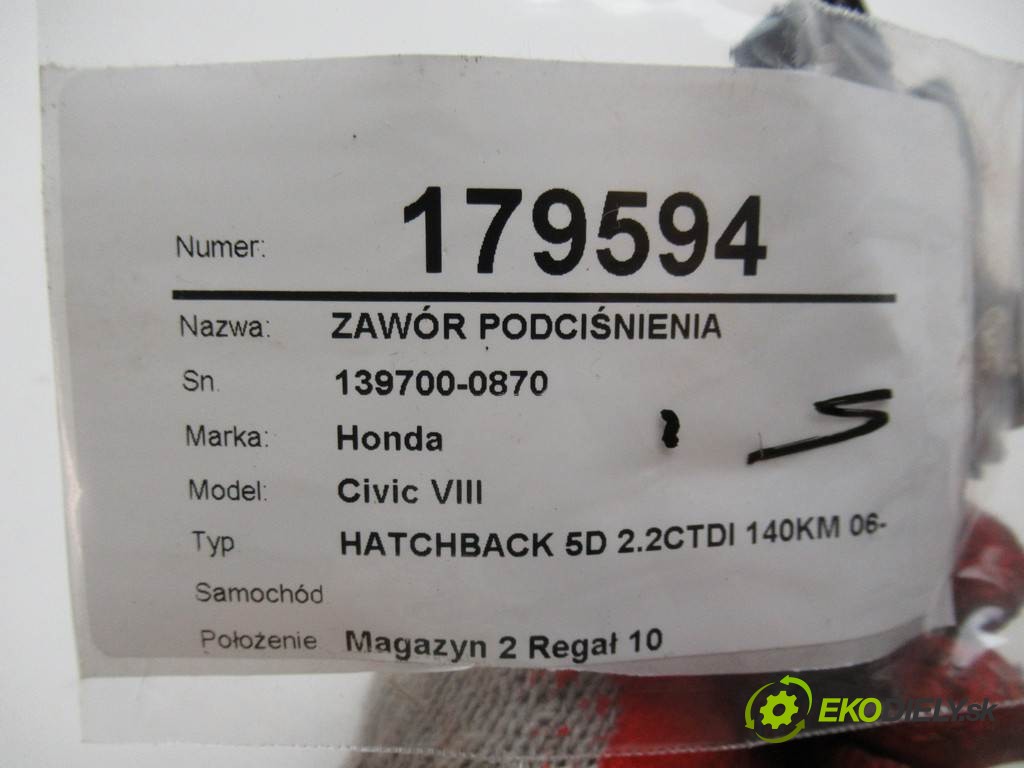 Numer: 179594
Nazwa: ZAWÓR PODCIŚNIENIA
Sn. 139700-0870
Marka: Honda
Model: Civic VIII
Typ HATCHBACK 5D 2.2CTDI 140KM 06-
Samochód
Położenie Magazyn 2 Regał 10
EKODIELY.sk